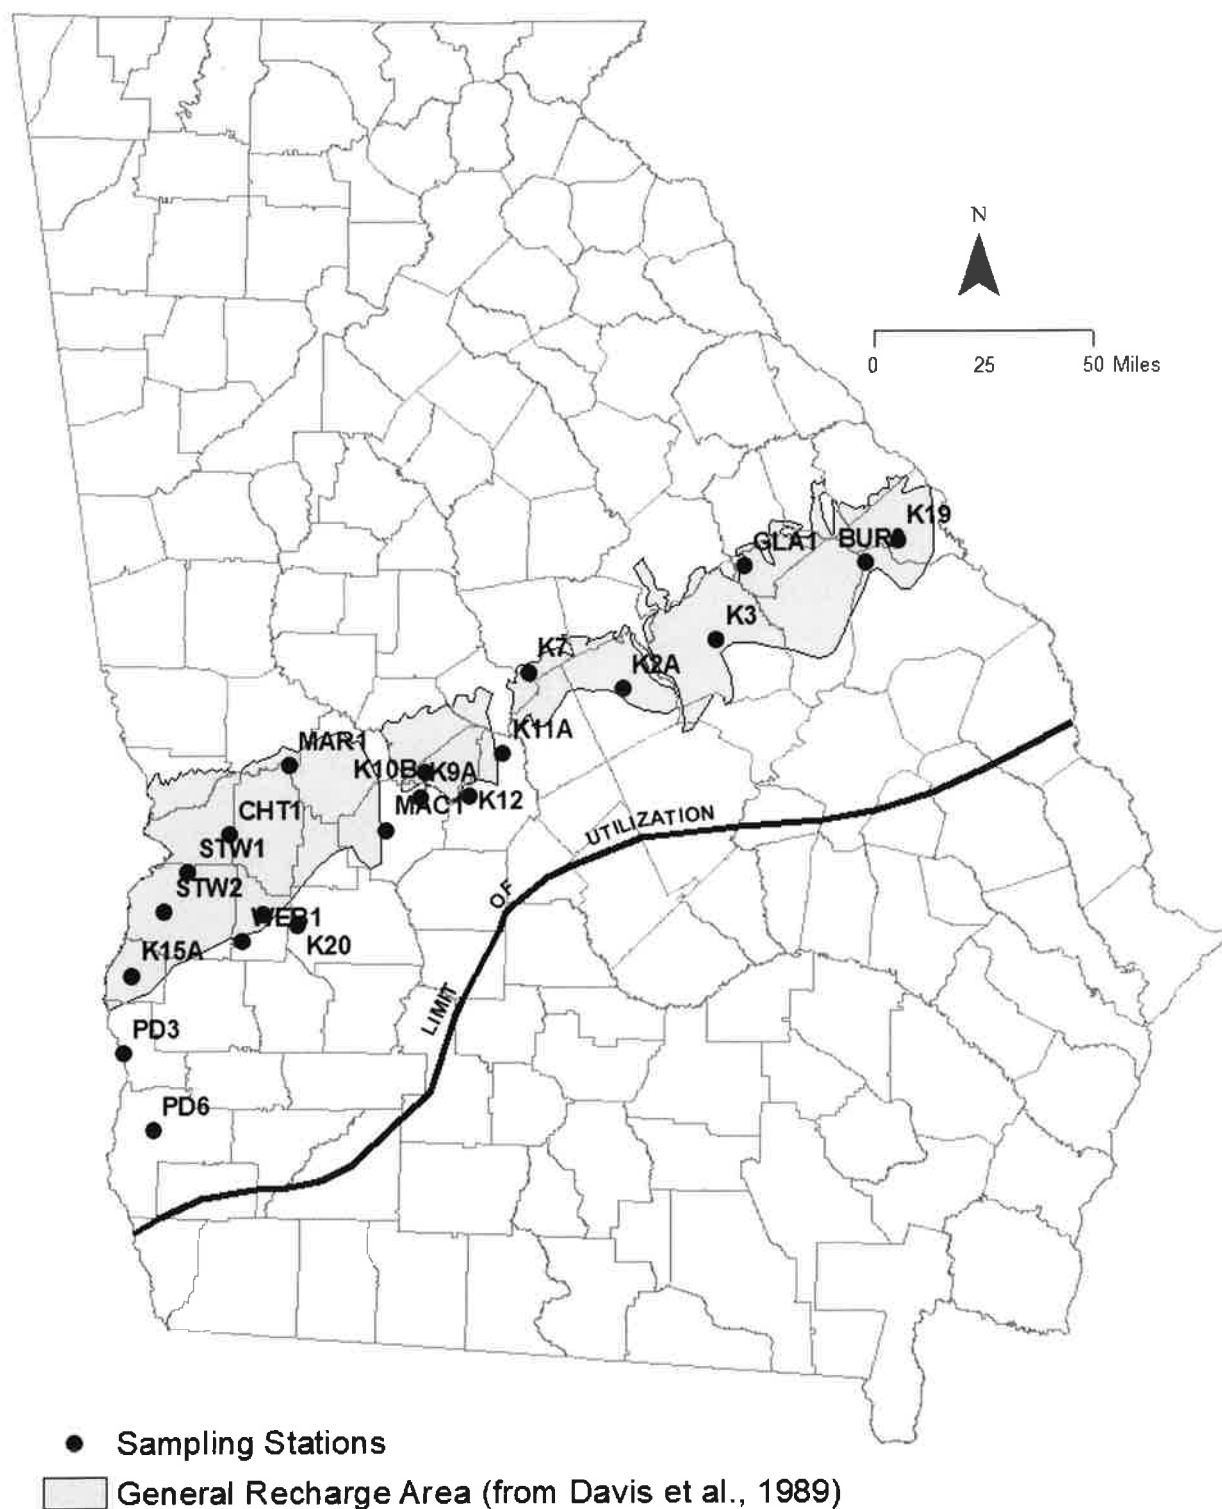 N
0 25 50 Miles
K19
GLA1
BUR
K3
K7
K2A
K11A
MAR1
K10B
K9A
MAC1
K12
CHT1
UTILIZATION
STW1
STW2
OF
WEB1
K20
K15A
LIMIT
PD3
PD6
Sampling Stations
General Recharge Area (from Davis et al., 1989)